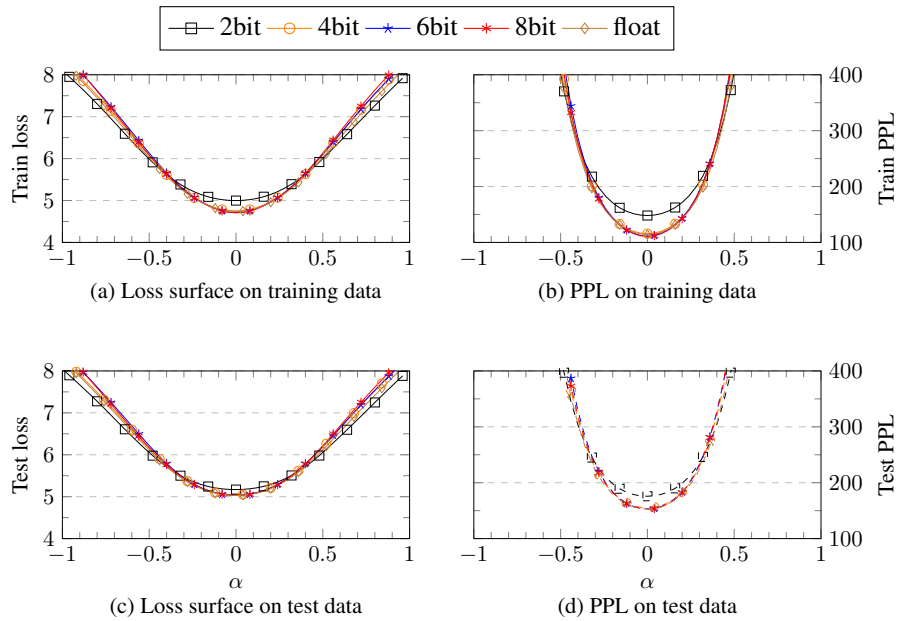 2bit 4bit 6bit 8bit float
8
7
6
5
4
Train loss
−1 −0.5 0 0.5 1
(a) Loss surface on training data
400
300
200
100
Train PPL
−1 −0.5 0 0.5 1
(b) PPL on training data
8
7
6
5
4
Test loss
−1 −0.5 0 0.5 1
α
(c) Loss surface on test data
400
300
200
100
Test PPL
−1 −0.5 0 0.5 1
α
(d) PPL on test data